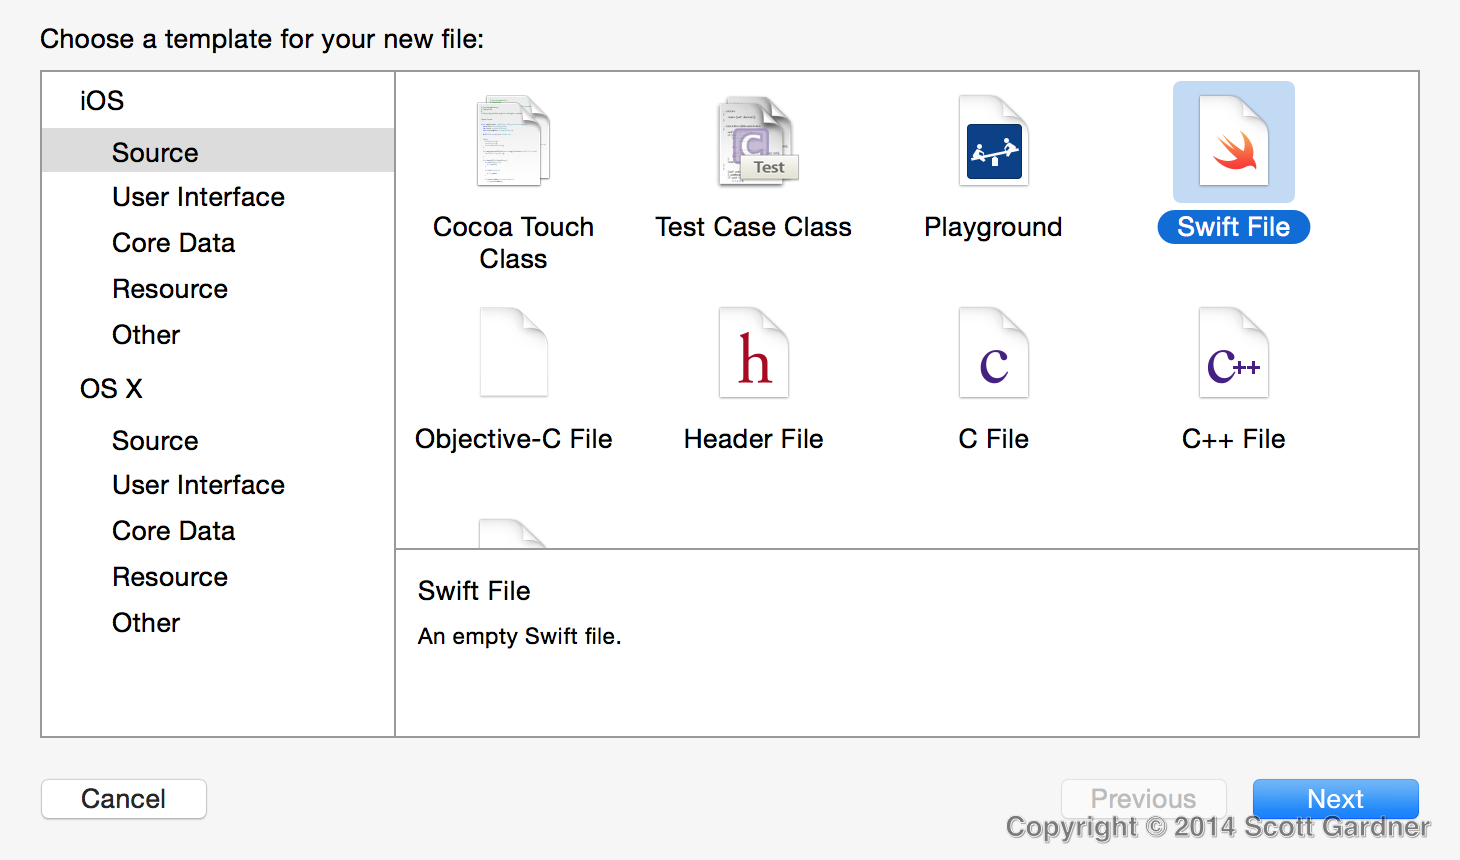 Choose a template for your new file:
iOS
Source
User Interface
Core Data
Resource
Other
OS X
Source
User Interface
Core Data
Resource
Other
Test
Cocoa Touch
Class
Test Case Class
Playground
Swift File
h
c
c++
Objective-C File
Header File
C File
C++ File
Swift File
An empty Swift file.
Cancel
Previous
Next
Copyright © 2014 Scott Gardner